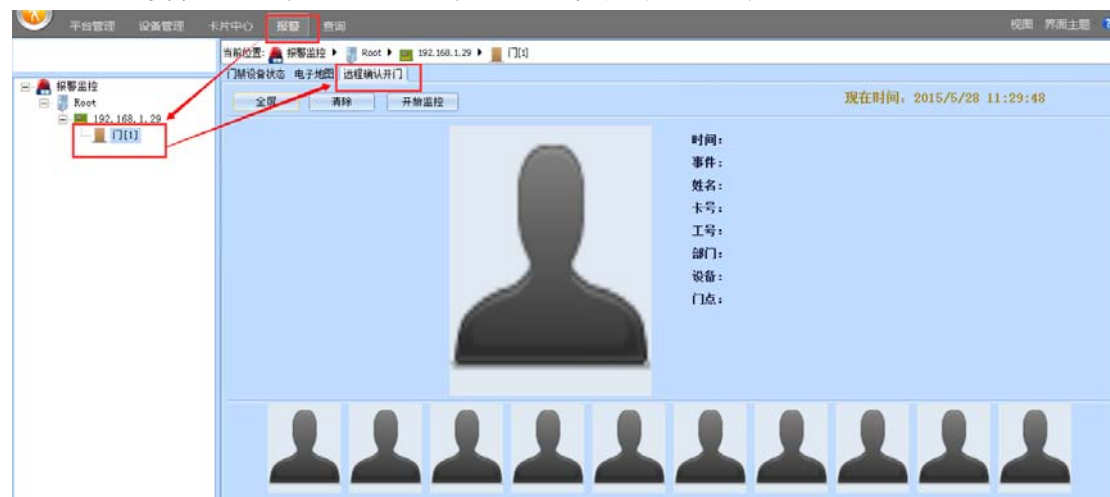 平台管理 设备管理 卡片中心 报警 查询 视图 界面主题
当前位置: 报警监控 Root 192.168.1.29 门[1]
门禁设备状态 电子地图 远程确认开门
报警监控
Root
192.168.1.29
门[1]
全屏 清除 开始监控 现在时间：2015/5/28 11:29:48
时间：
事件：
姓名：
卡号：
工号：
部门：
设备：
门点：